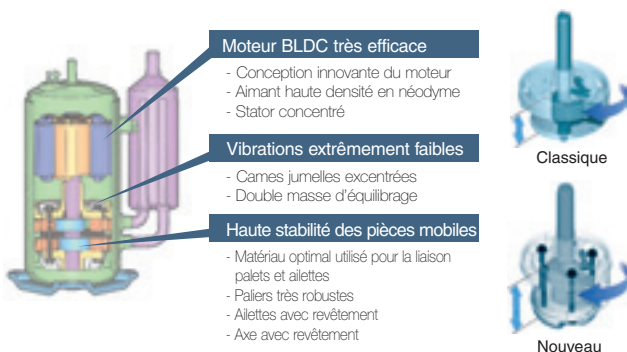 Moteur BLDC très efficace
- Conception innovante du moteur
- Aimant haute densité en néodyme
- Stator concentré
Vibrations extrêmement faibles
- Cames jumelles excentrées
- Double masse d'équilibrage
Haute stabilité des pièces mobiles
- Matériau optimal utilisé pour la liaison
palets et ailettes
- Paliers très robustes
- Ailettes avec revêtement
- Axe avec revêtement
Classique
Nouveau